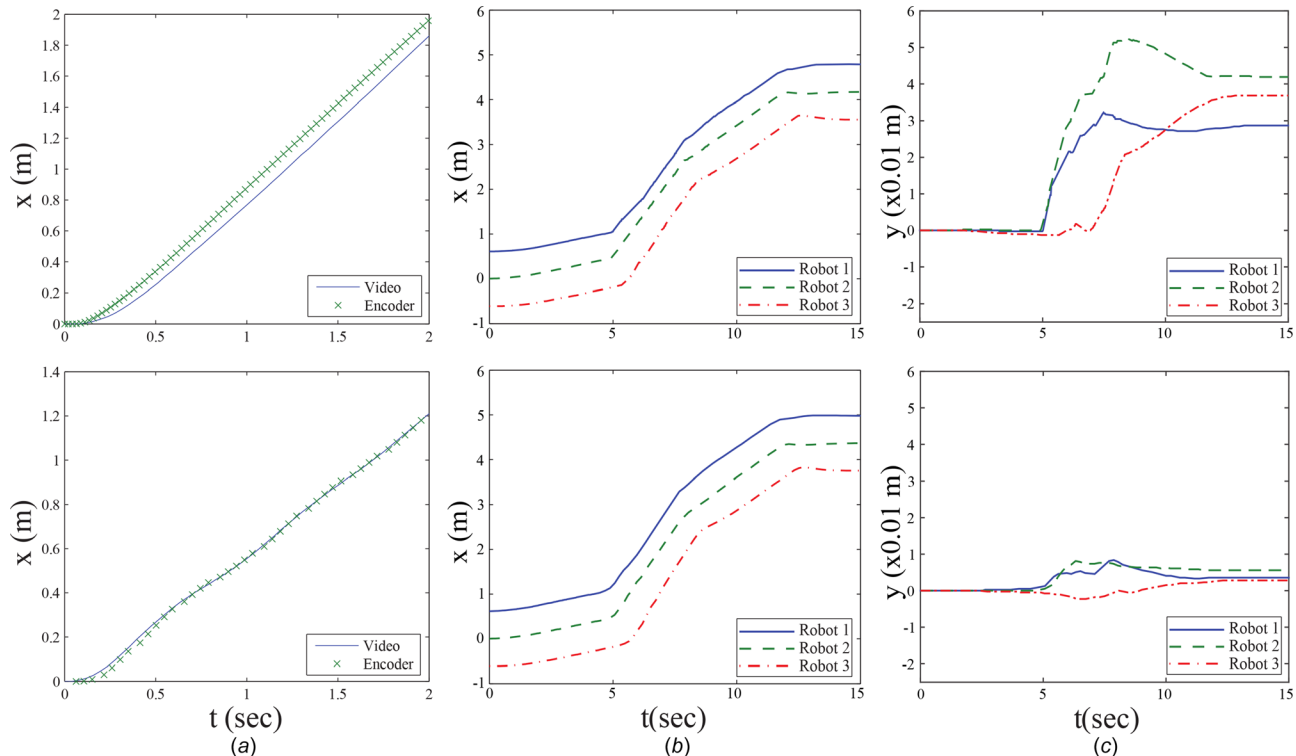 2
1.8
1.6
1.4
1.2
1
0.8
0.6
0.4
0.2
0
x (m)
0 0.5 1 1.5 2
Video
Encoder
6
5
4
3
2
1
0
-1
x (m)
0 5 10 15
Robot 1
Robot 2
Robot 3
6
5
4
3
2
1
0
-1
-2
y (x0.01 m)
0 5 10 15
Robot 1
Robot 2
Robot 3
1.4
1.2
1
0.8
0.6
0.4
0.2
0
x (m)
0 0.5 1 1.5 2
Video
Encoder
t (sec)
(a)
6
5
4
3
2
1
0
-1
x (m)
0 5 10 15
Robot 1
Robot 2
Robot 3
t(sec)
(b)
6
5
4
3
2
1
0
-1
-2
y (x0.01 m)
0 5 10 15
Robot 1
Robot 2
Robot 3
t(sec)
(c)